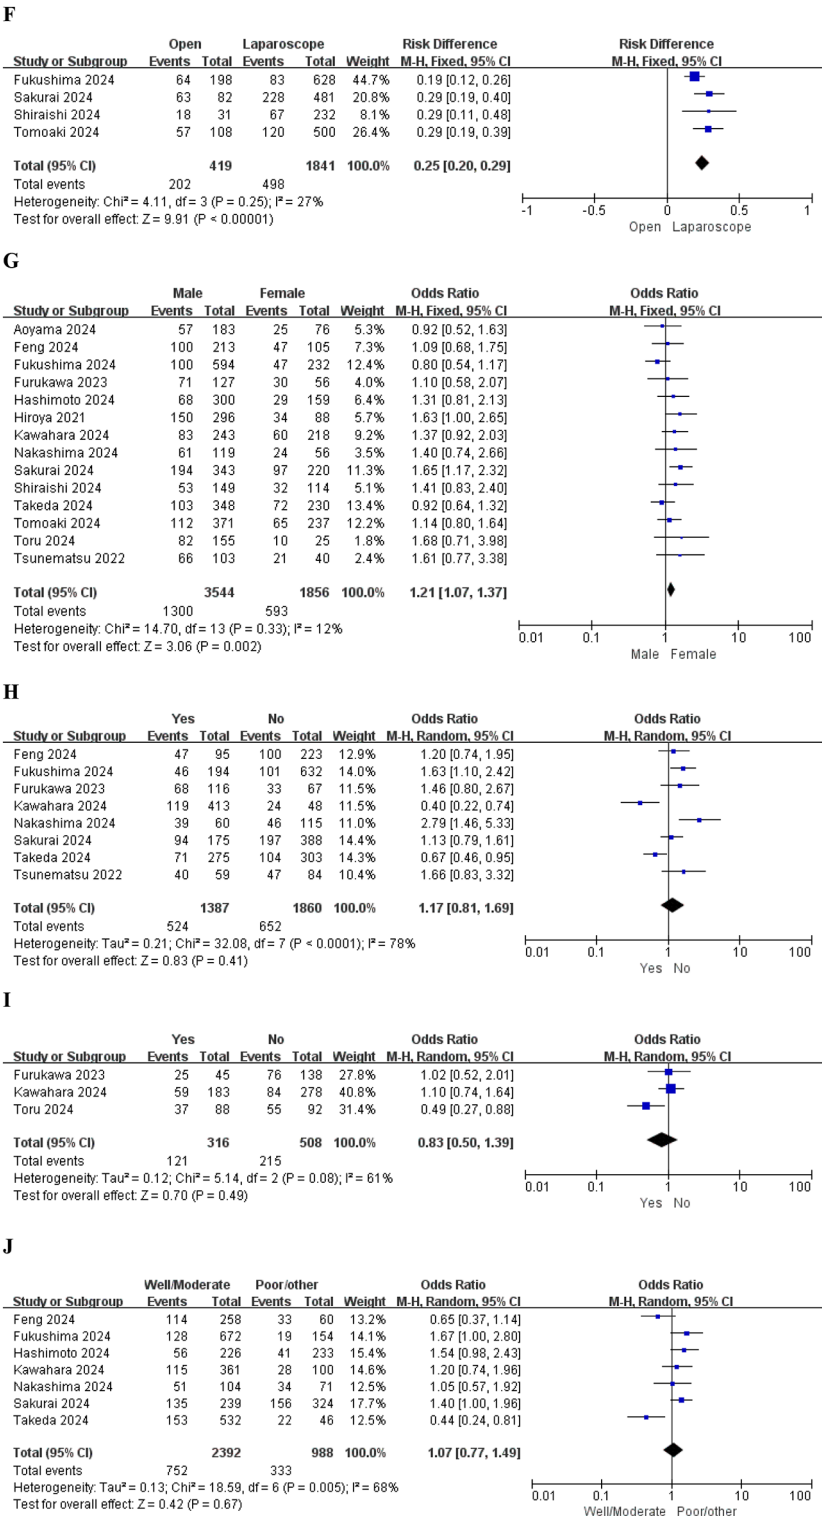 F
Open Laparoscope Risk Difference Risk Difference
Study or Subgroup Events Total Events Total Weight M-H, Fixed, 95% CI M-H, Fixed, 95% CI
Fukushima 2024 64 198 83 628 44.7% 0.19 [0.12, 0.26]
Sakurai 2024 63 82 228 481 20.8% 0.29 [0.19, 0.40]
Shiraishi 2024 18 31 67 232 8.1% 0.29 [0.11, 0.48]
Tomoaki 2024 57 108 120 500 26.4% 0.29 [0.19, 0.39]
Total (95% CI) 419 1841 100.0% 0.25 [0.20, 0.29]
Total events 202 498
Heterogeneity: Chi² = 4.11, df = 3 (P = 0.25); I² = 27%
Test for overall effect: Z = 9.91 (P < 0.00001)
-1 -0.5 0 0.5 1
Open Laparoscope
G
Male Female Odds Ratio Odds Ratio
Study or Subgroup Events Total Events Total Weight M-H, Fixed, 95% CI M-H, Fixed, 95% CI
Aoyama 2024 57 183 25 76 5.3% 0.92 [0.52, 1.63]
Feng 2024 100 213 47 105 7.3% 1.09 [0.68, 1.75]
Fukushima 2024 100 594 47 232 12.4% 0.80 [0.54, 1.17]
Furukawa 2023 71 127 30 56 4.0% 1.10 [0.58, 2.07]
Hashimoto 2024 68 300 29 159 6.4% 1.31 [0.81, 2.13]
Hiroya 2021 150 296 34 88 5.7% 1.63 [1.00, 2.65]
Kawahara 2024 83 243 60 218 9.2% 1.37 [0.92, 2.03]
Nakashima 2024 61 119 24 56 3.5% 1.40 [0.74, 2.66]
Sakurai 2024 194 343 97 220 11.3% 1.65 [1.17, 2.32]
Shiraishi 2024 53 149 32 114 5.1% 1.41 [0.83, 2.40]
Takeda 2024 103 348 72 230 13.4% 0.92 [0.64, 1.32]
Tomoaki 2024 112 371 65 237 12.2% 1.14 [0.80, 1.64]
Toru 2024 82 155 10 25 1.8% 1.68 [0.71, 3.98]
Tsunematsu 2022 66 103 21 40 2.4% 1.61 [0.77, 3.38]
Total (95% CI) 3544 1856 100.0% 1.21 [1.07, 1.37]
Total events 1300 593
Heterogeneity: Chi² = 14.70, df = 13 (P = 0.33); I² = 12%
Test for overall effect: Z = 3.06 (P = 0.002)
0.01 0.1 1 10 100
Male Female
H
Yes No Odds Ratio Odds Ratio
Study or Subgroup Events Total Events Total Weight M-H, Random, 95% CI M-H, Random, 95% CI
Feng 2024 47 95 100 223 12.9% 1.20 [0.74, 1.95]
Fukushima 2024 46 194 101 632 14.0% 1.63 [1.10, 2.42]
Furukawa 2023 68 116 33 67 11.5% 1.46 [0.80, 2.67]
Kawahara 2024 119 413 24 48 11.5% 0.40 [0.22, 0.74]
Nakashima 2024 39 60 46 115 11.0% 2.79 [1.46, 5.33]
Sakurai 2024 94 175 197 388 14.4% 1.13 [0.79, 1.61]
Takeda 2024 71 275 104 303 14.3% 0.67 [0.46, 0.95]
Tsunematsu 2022 40 59 47 84 10.4% 1.66 [0.83, 3.32]
Total (95% CI) 1387 1860 100.0% 1.17 [0.81, 1.69]
Total events 524 652
Heterogeneity: Tau² = 0.21; Chi² = 32.08, df = 7 (P < 0.0001); I² = 78%
Test for overall effect: Z = 0.83 (P = 0.41)
0.01 0.1 1 10 100
Yes No
I
Yes No Odds Ratio Odds Ratio
Study or Subgroup Events Total Events Total Weight M-H, Random, 95% CI M-H, Random, 95% CI
Furukawa 2023 25 45 76 138 27.8% 1.02 [0.52, 2.01]
Kawahara 2024 59 183 84 278 40.8% 1.10 [0.74, 1.64]
Toru 2024 37 88 55 92 31.4% 0.49 [0.27, 0.88]
Total (95% CI) 316 508 100.0% 0.83 [0.50, 1.39]
Total events 121 215
Heterogeneity: Tau² = 0.12; Chi² = 5.14, df = 2 (P = 0.08); I² = 61%
Test for overall effect: Z = 0.70 (P = 0.49)
0.01 0.1 1 10 100
Yes No
J
Well/Moderate Poor/other Odds Ratio Odds Ratio
Study or Subgroup Events Total Events Total Weight M-H, Random, 95% CI M-H, Random, 95% CI
Feng 2024 114 258 33 60 13.2% 0.65 [0.37, 1.14]
Fukushima 2024 128 672 19 154 14.1% 1.67 [1.00, 2.80]
Hashimoto 2024 56 226 41 233 15.4% 1.54 [0.98, 2.43]
Kawahara 2024 115 361 28 100 14.6% 1.20 [0.74, 1.96]
Nakashima 2024 51 104 34 71 12.5% 1.05 [0.57, 1.92]
Sakurai 2024 135 239 156 324 17.7% 1.40 [1.00, 1.96]
Takeda 2024 153 532 22 46 12.5% 0.44 [0.24, 0.81]
Total (95% CI) 2392 988 100.0% 1.07 [0.77, 1.49]
Total events 752 333
Heterogeneity: Tau² = 0.13; Chi² = 18.59, df = 6 (P = 0.005); I² = 68%
Test for overall effect: Z = 0.42 (P = 0.67)
0.01 0.1 1 10 100
Well/Moderate Poor/other